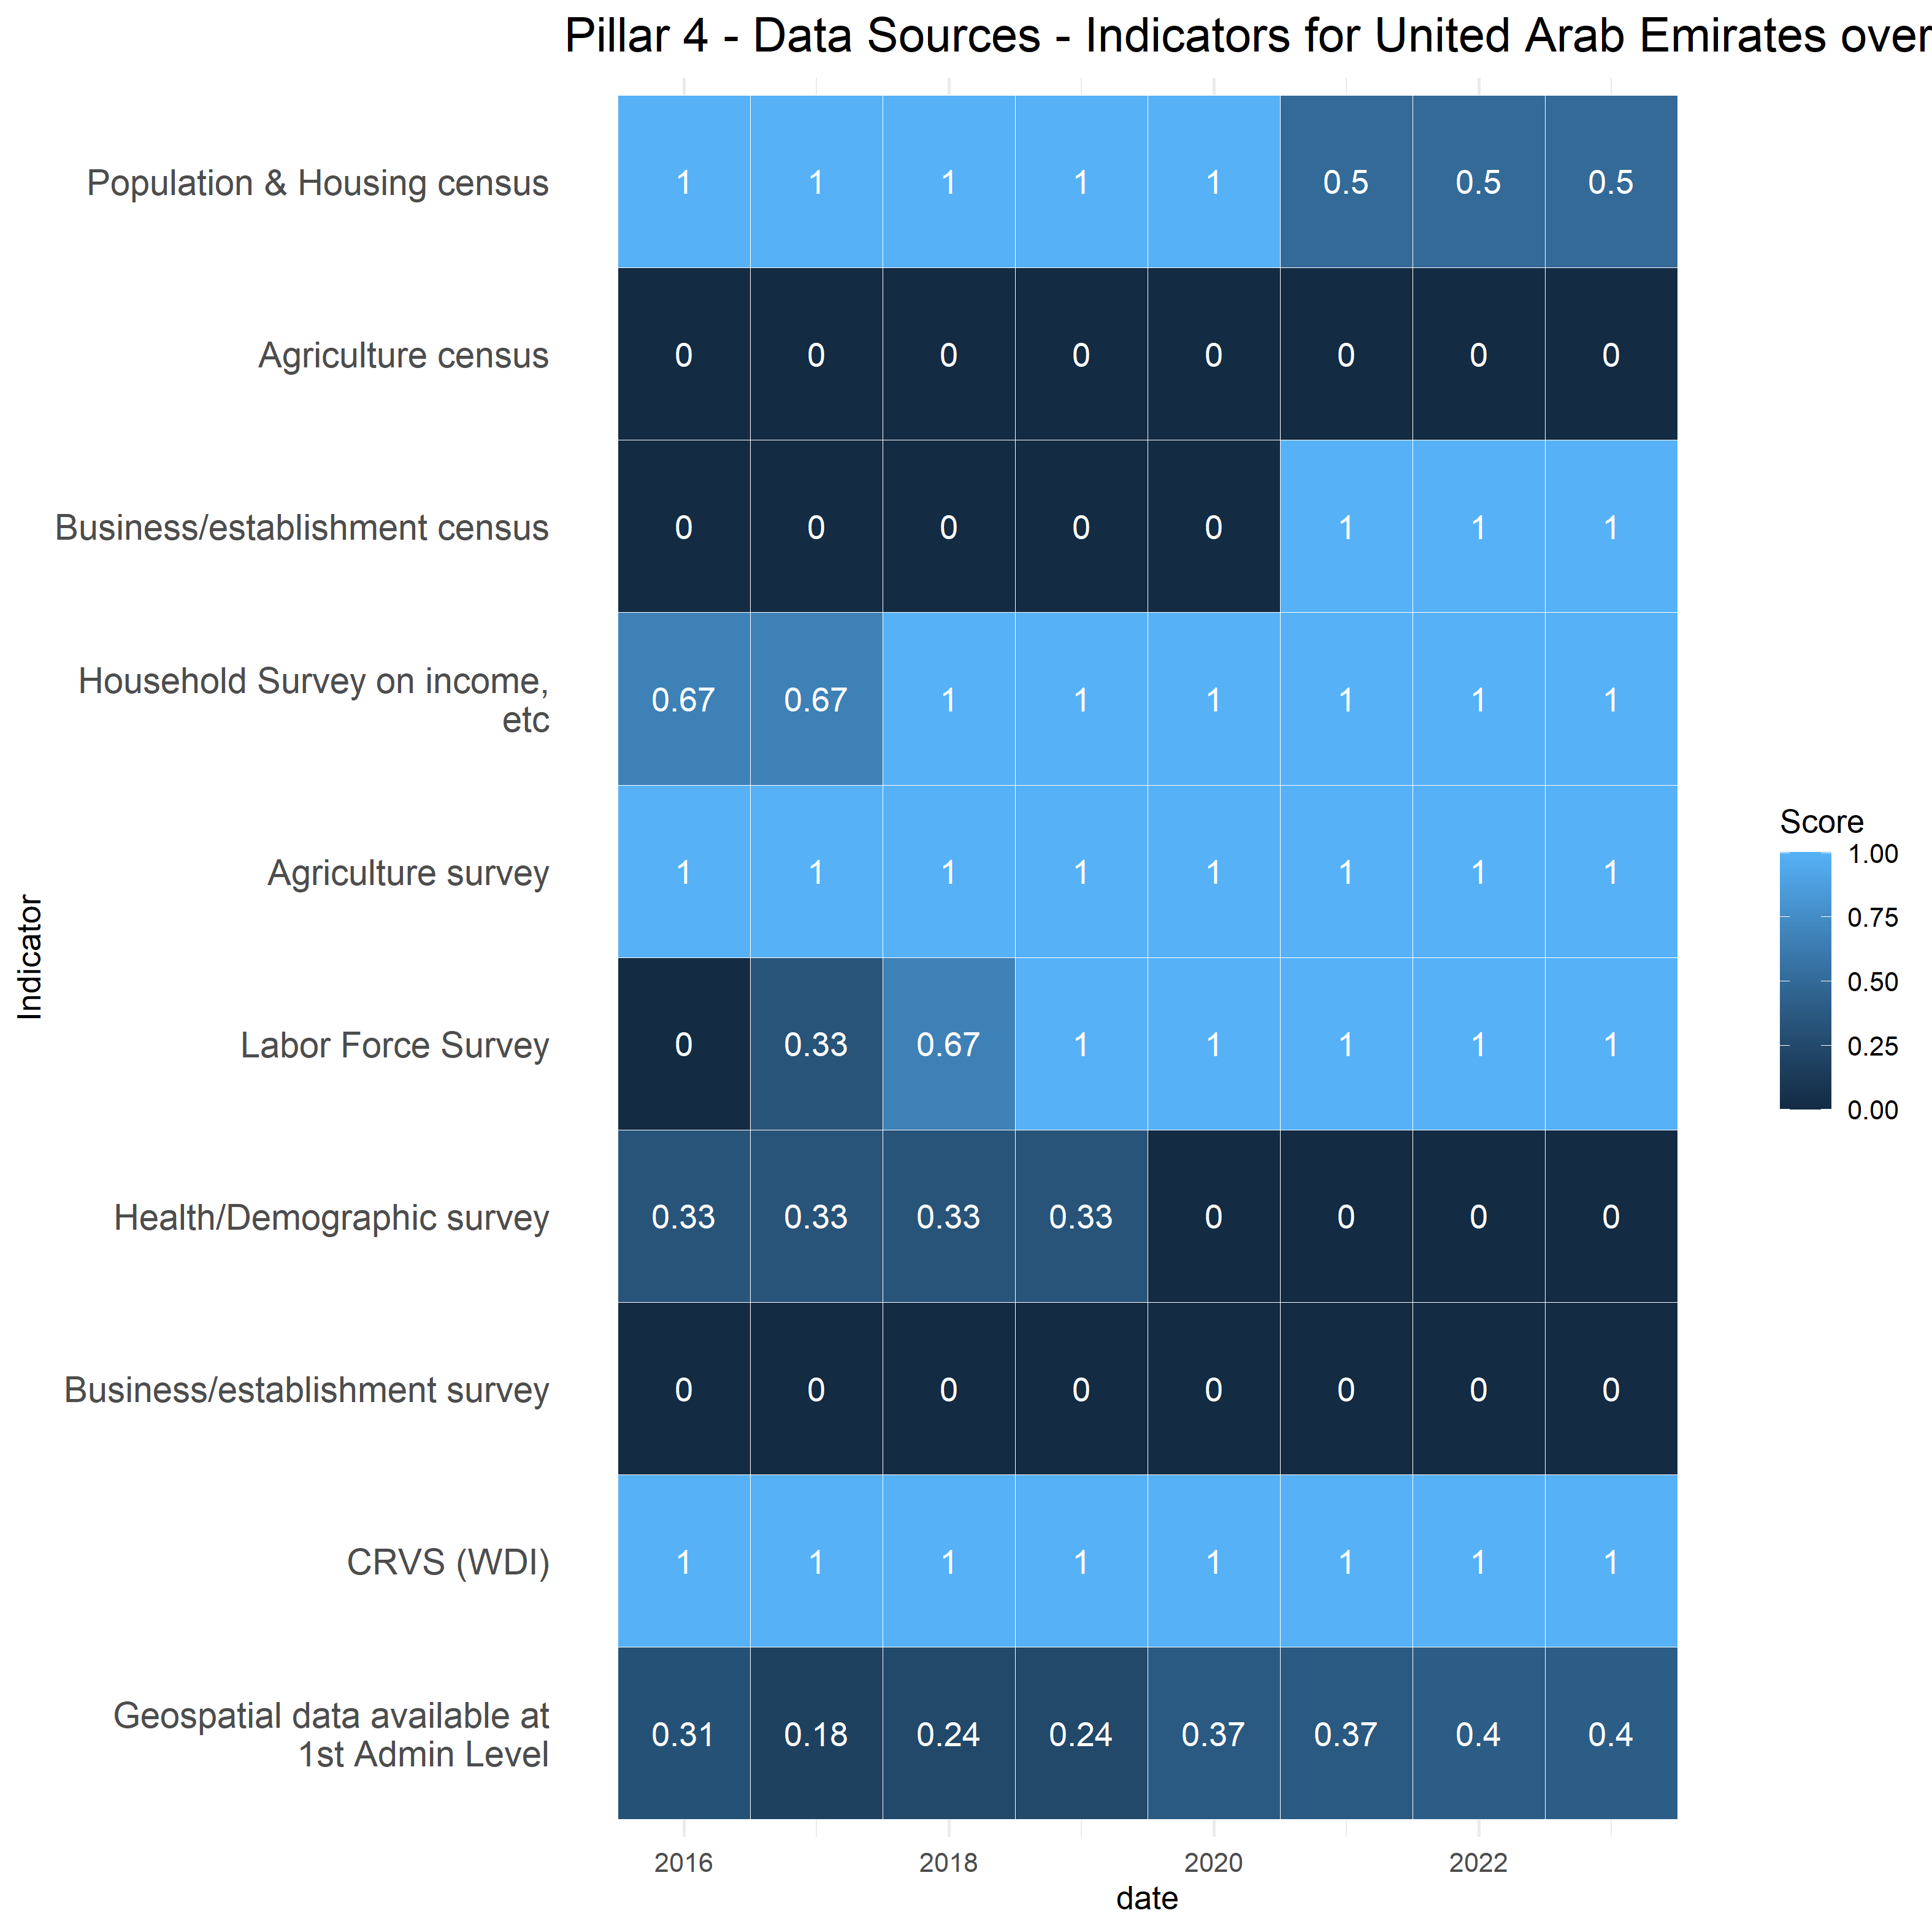 Pillar 4 - Data Sources - Indicators for United Arab Emirates over
Population & Housing census
1 1 1 1 1 0.5 0.5 0.5
Agriculture census
0 0 0 0 0 0 0 0
Business/establishment census
0 0 0 0 0 1 1 1
Household Survey on income,
etc
0.67 0.67 1 1 1 1 1 1
Agriculture survey
1 1 1 1 1 1 1 1
Labor Force Survey
0 0.33 0.67 1 1 1 1 1
Health/Demographic survey
0.33 0.33 0.33 0.33 0 0 0 0
Business/establishment survey
0 0 0 0 0 0 0 0
CRVS (WDI)
1 1 1 1 1 1 1 1
Geospatial data available at
1st Admin Level
0.31 0.18 0.24 0.24 0.37 0.37 0.4 0.4
2016 2018 2020 2022
date
Indicator
Score
1.00
0.75
0.50
0.25
0.00